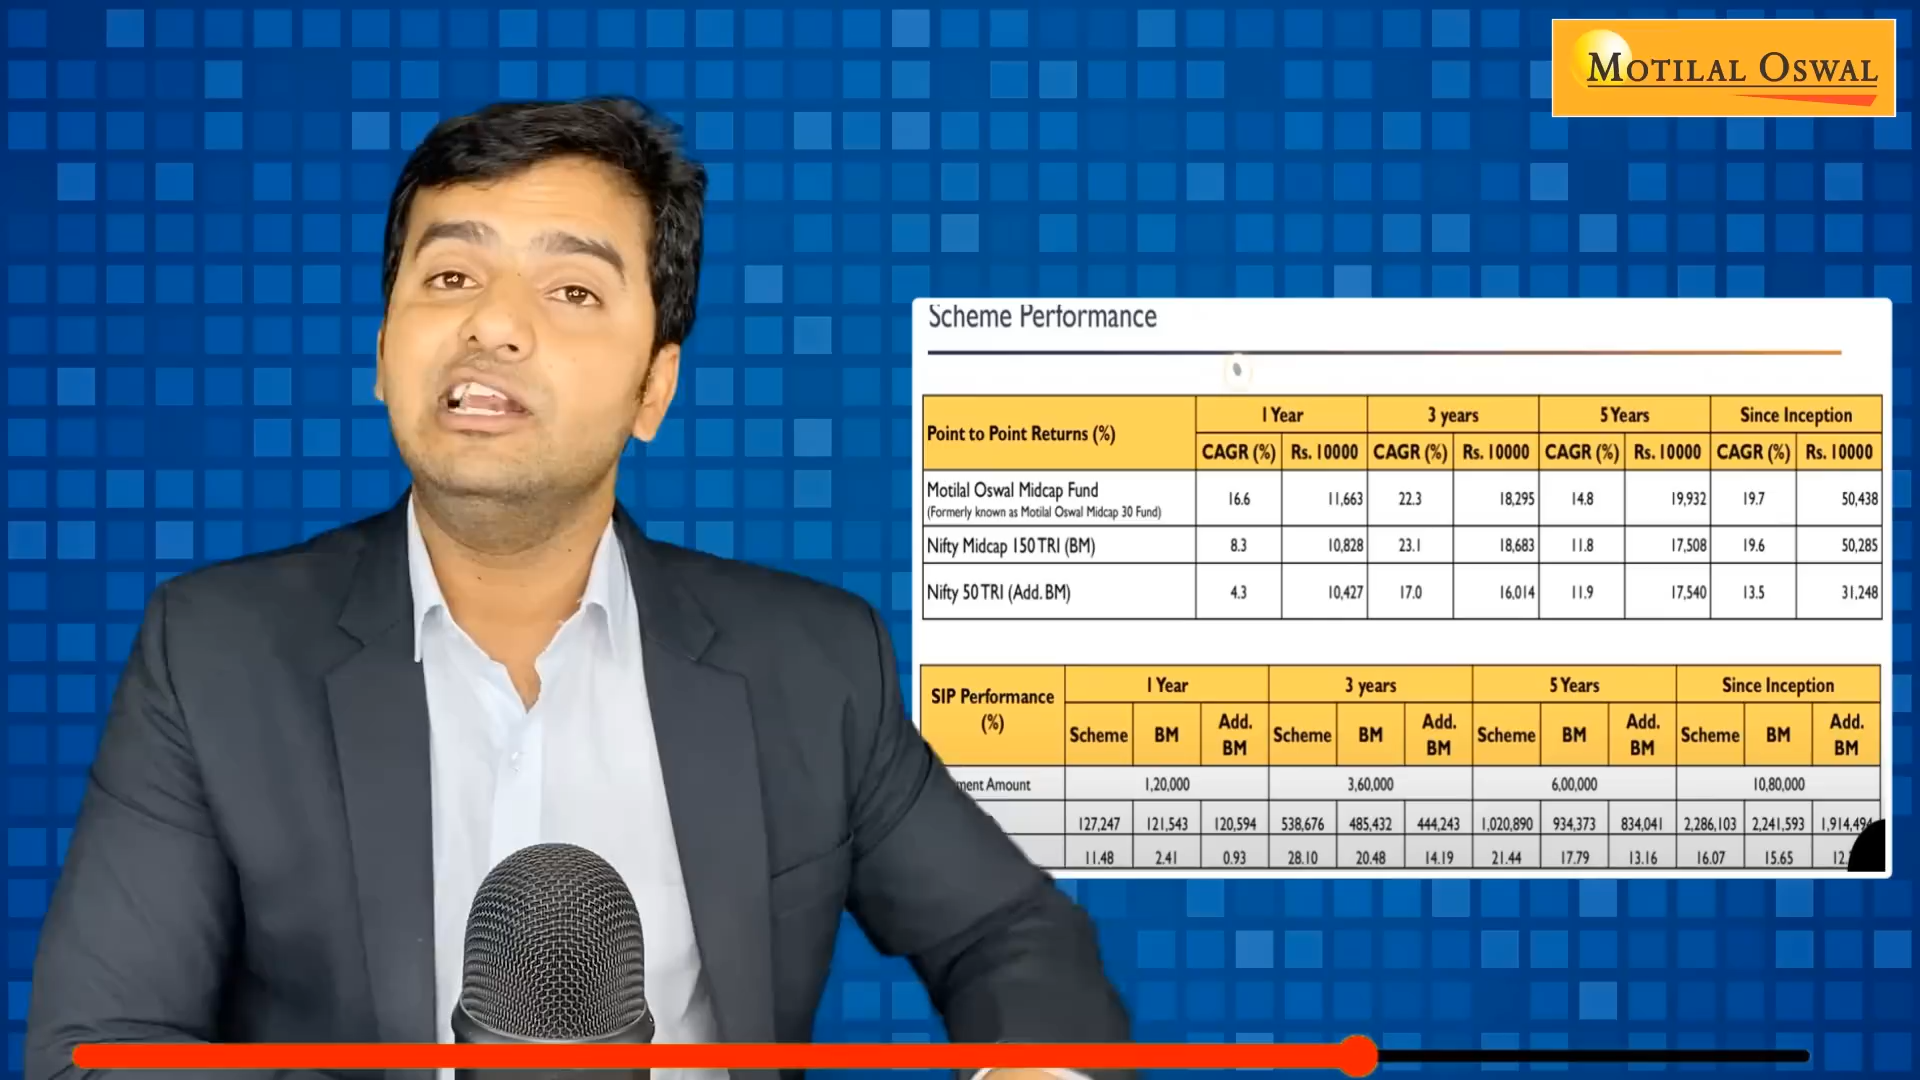 MOTILAL OSWAL
Scheme Performance
Point to Point Returns (%) 1 Year 3 years 5 Years Since Inception
CAGR (%) Rs. 10000 CAGR (%) Rs. 10000 CAGR (%) Rs. 10000 CAGR (%) Rs. 10000
Motilal Oswal Midcap Fund
(Formerly known as Motilal Oswal Midcap 30 Fund)
16.6 11,663 22.3 18,295 14.8 19,932 19.7 50,438
Nifty Midcap 150 TRI (BM) 8.3 10,828 23.1 18,683 11.8 17,508 19.6 50,285
Nifty 50 TRI (Add. BM) 4.3 10,427 17.0 16,014 11.9 17,540 13.5 31,248
SIP Performance (%) 1 Year 3 years 5 Years Since Inception
Scheme BM Add. BM Scheme BM Add. BM Scheme BM Add. BM Scheme BM Add. BM
Amount 1,20,000 3,60,000 6,00,000 10,80,000
127,247 121,543 120,594 538,676 485,432 444,243 1,020,890 934,373 834,041 2,286,103 2,241,593
11.48 2.41 0.93 28.10 20.48 14.19 21.44 17.79 13.16 16.07 15.65